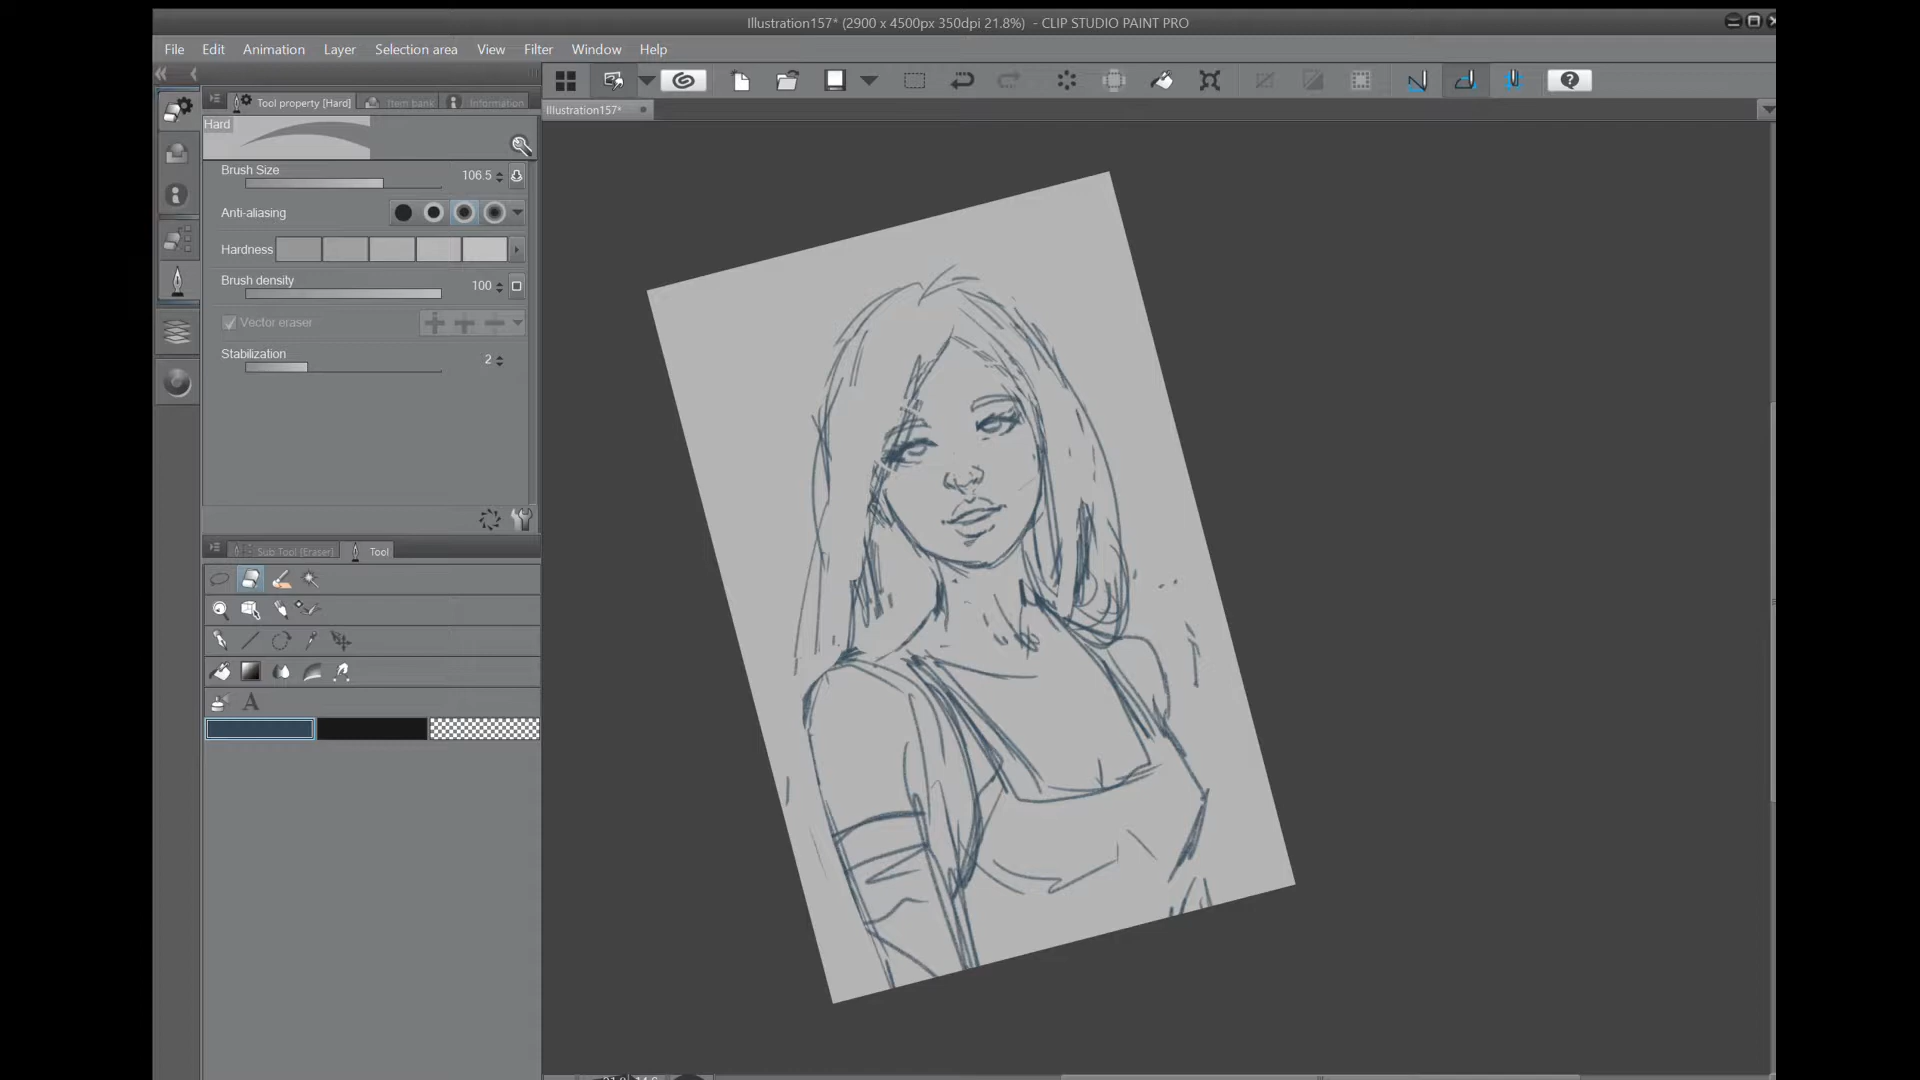 Illustration157* (2900 x 4500px 350dpi 21.8%) - CLIP STUDIO PAINT PRO
File Edit Animation Layer Selection area View Filter Window Help
Tool property [Hard] Item bank Information
Illustration157*
Hard
Brush Size 106.5
Anti-aliasing
Hardness
Brush density 100
Vector eraser
Stabilization 2
Sub Tool [Eraser] Tool
A